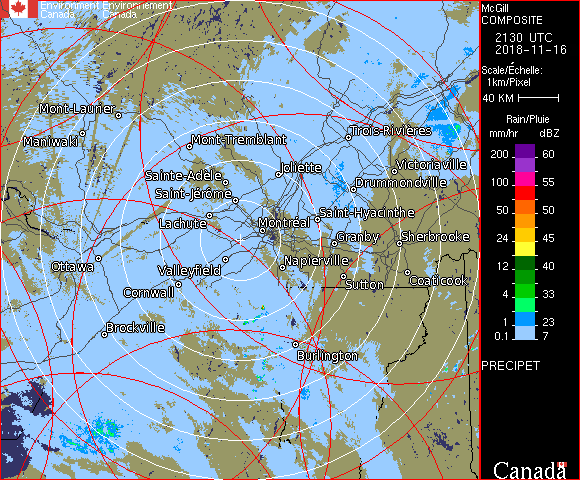 Environment Environnement
Canada Canada
Mont-Laurier
Maniwaki
Mont-Tremblant
Trois-Rivières
Joliette
Victoriaville
Sainte-Adèle
Saint-Jérôme
Drummondville
Lachute
Saint-Hyacinthe
Montréal
Granby
Sherbrooke
Ottawa
Valleyfield
Napierville
Cornwall
Sutton
Coaticook
Brockville
Burlington
McGill
COMPOSITE
2130 UTC
2018-11-16
Scale/Échelle:
1km/Pixel
40 KM
Rain/Pluie
mm/hr dBZ
200 60
100 55
50 50
24 45
12 40
4 33
1 23
0.1 7
PRECIPET
Canada